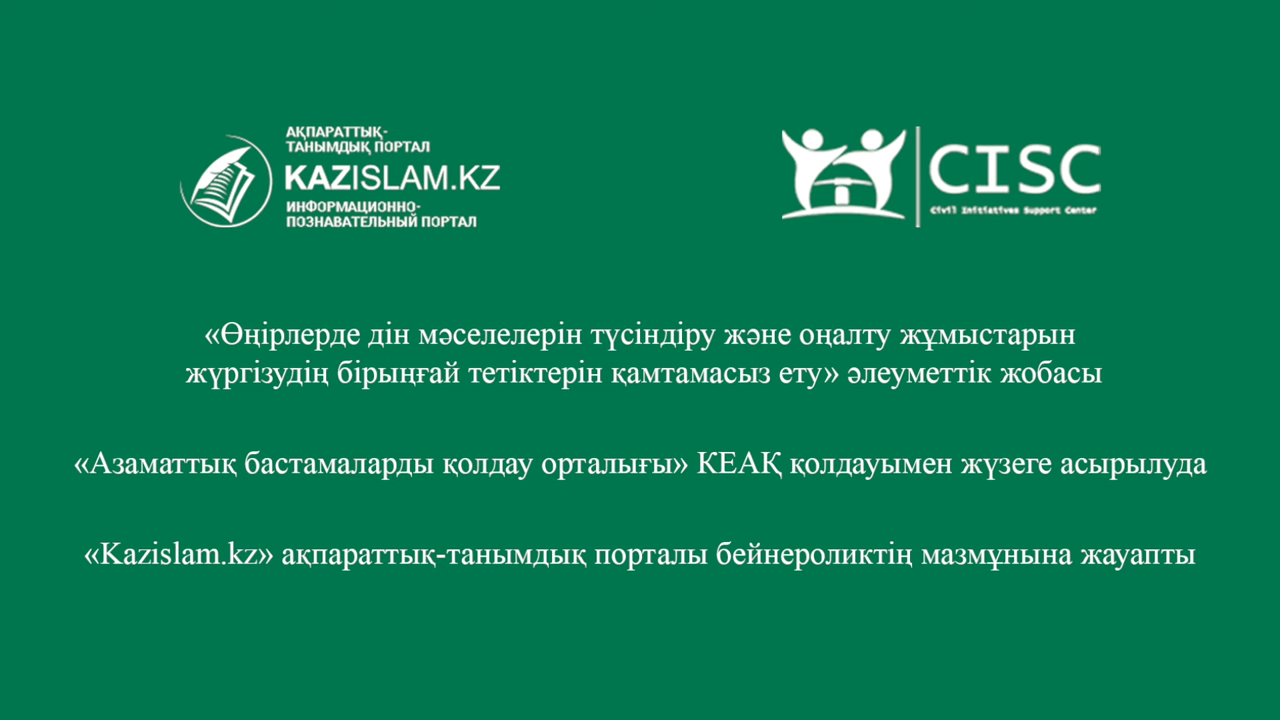 АҚПАРАТТЫҚ-
ТАНЫМДЫҚ ПОРТАЛ
KAZISLAM.KZ
ИНФОРМАЦИОННО-
ПОЗНАВАТЕЛЬНЫЙ ПОРТАЛ
CISC
Civil Initiatives Support Center
«Өңірлерде дін мәселелерін түсіндіру және оңалту жұмыстарын
жүргізудің бірыңғай тетіктерін қамтамасыз ету» әлеуметтік жобасы
«Азаматтық бастамаларды қолдау орталығы» КЕАҚ қолдауымен жүзеге асырылуда
«Kazislam.kz» ақпараттық-танымдық порталы бейнероликтің мазмұнына жауапты